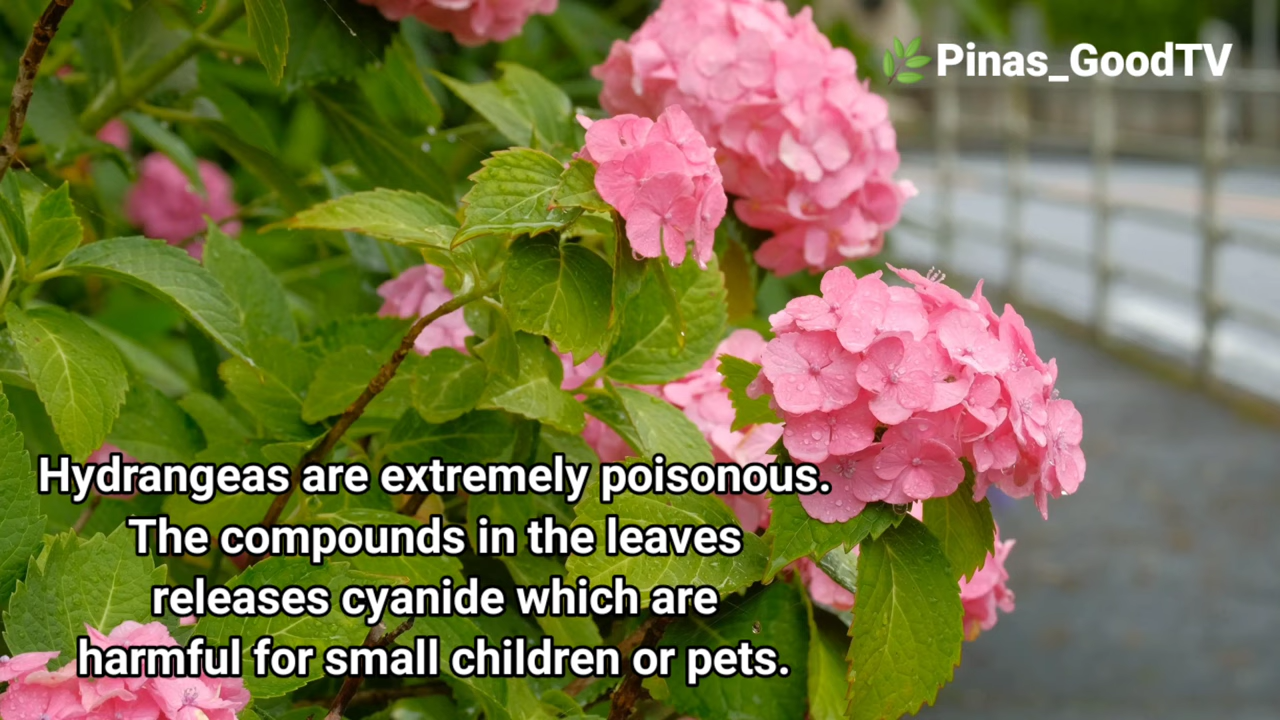 Pinas_GoodTV
Hydrangeas are extremely poisonous.
The compounds in the leaves
releases cyanide which are
harmful for small children or pets.